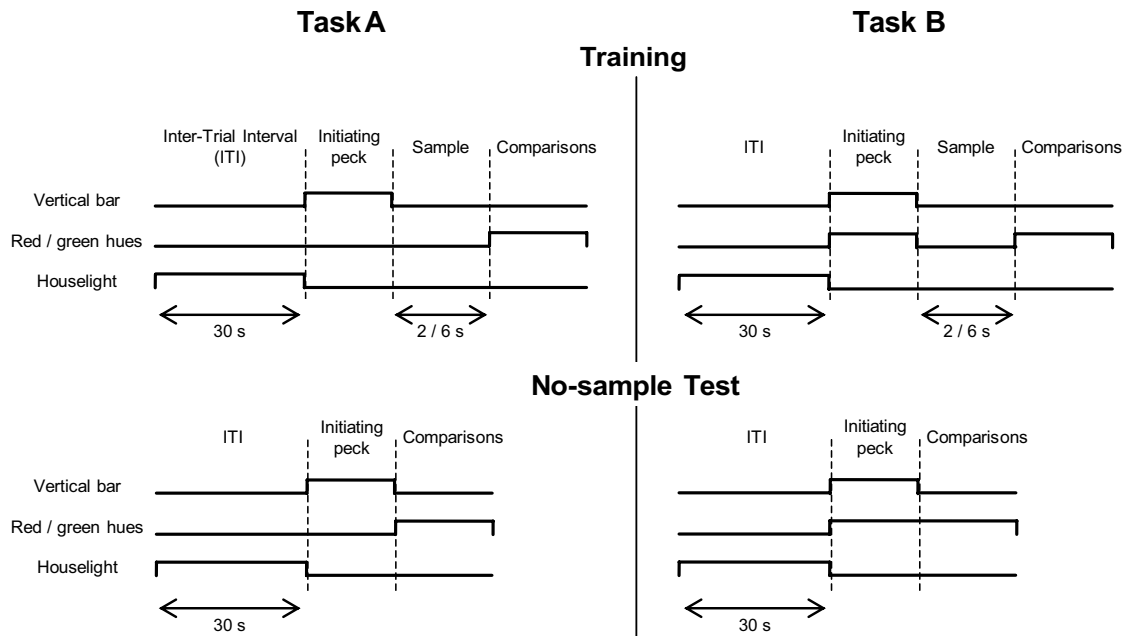 Task A
Task B
Training
Inter-Trial Interval
(ITI)
Initiating
peck
Sample
Comparisons
ITI
Initiating
peck
Sample
Comparisons
Vertical bar
Red / green hues
Houselight
30 s
2 / 6 s
30 s
2 / 6 s
No-sample Test
ITI
Initiating
peck
Comparisons
ITI
Initiating
peck
Comparisons
Vertical bar
Red / green hues
Houselight
30 s
30 s